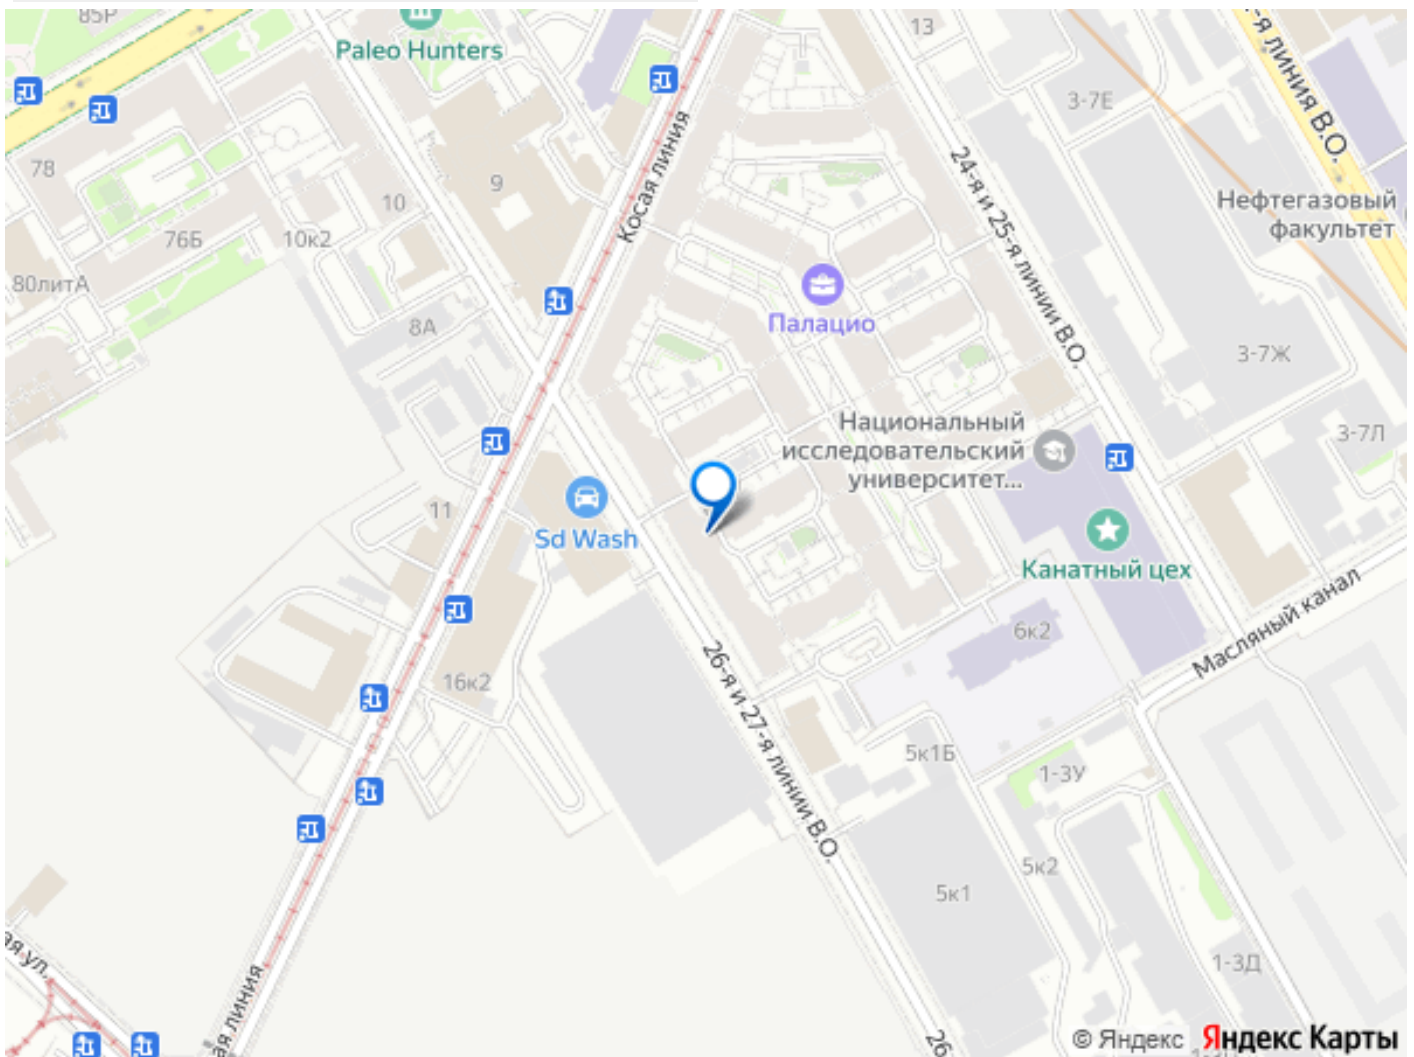 85Р
Paleo Hunters
13
3-7Е
-я линия В.О.
78
9
10
Косая линия
24-я и 25-я линии В.О.
Нефтегазовый
факультет
76Б
10к2
80литА
8А
Палацио
3-7Ж
Национальный
исследовательский
университет...
3-7Л
11
Sd Wash
Канатный цех
6к2
Масляный канал
16к2
26-я и 27-я линии В.О.
5к1Б
1-3У
5к2
5к1
1-3Д
ая ул.
ая линия
26
© Яндекс
Яндекс Карты